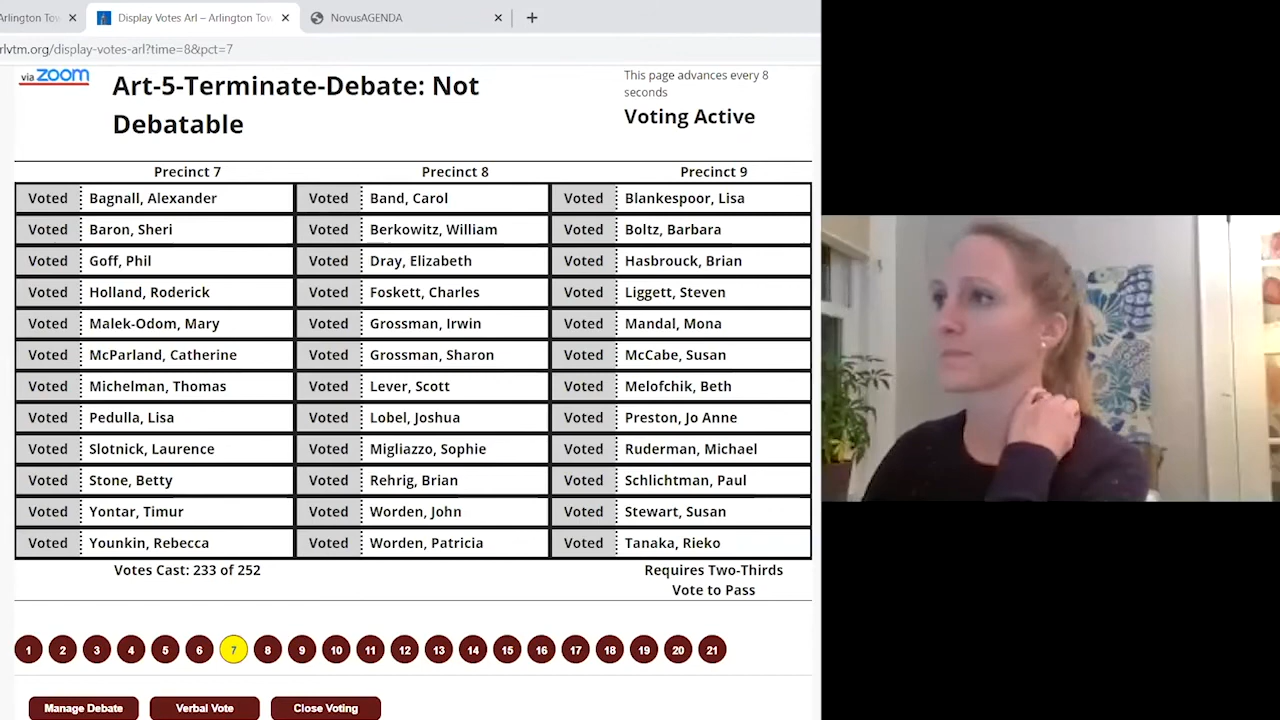 Arlington Tow
Display Votes Arl – Arlington Tow
NovusAGENDA
rlvtm.org/display-votes-arl?time=8&pct=7
via zoom
Art-5-Terminate-Debate: Not
Debatable
This page advances every 8
seconds
Voting Active
Precinct 7 Precinct 8 Precinct 9
Voted Bagnall, Alexander Voted Band, Carol Voted Blankespoor, Lisa
Voted Baron, Sheri Voted Berkowitz, William Voted Boltz, Barbara
Voted Goff, Phil Voted Dray, Elizabeth Voted Hasbrouck, Brian
Voted Holland, Roderick Voted Foskett, Charles Voted Liggett, Steven
Voted Malek-Odom, Mary Voted Grossman, Irwin Voted Mandal, Mona
Voted McParland, Catherine Voted Grossman, Sharon Voted McCabe, Susan
Voted Michelman, Thomas Voted Lever, Scott Voted Melofchik, Beth
Voted Pedulla, Lisa Voted Lobel, Joshua Voted Preston, Jo Anne
Voted Slotnick, Laurence Voted Migliazzo, Sophie Voted Ruderman, Michael
Voted Stone, Betty Voted Rehrig, Brian Voted Schlichtman, Paul
Voted Yontar, Timur Voted Worden, John Voted Stewart, Susan
Voted Younkin, Rebecca Voted Worden, Patricia Voted Tanaka, Rieko
Votes Cast: 233 of 252
Requires Two-Thirds
Vote to Pass
1 2 3 4 5 6 7 8 9 10 11 12 13 14 15 16 17 18 19 20 21
Manage Debate Verbal Vote Close Voting